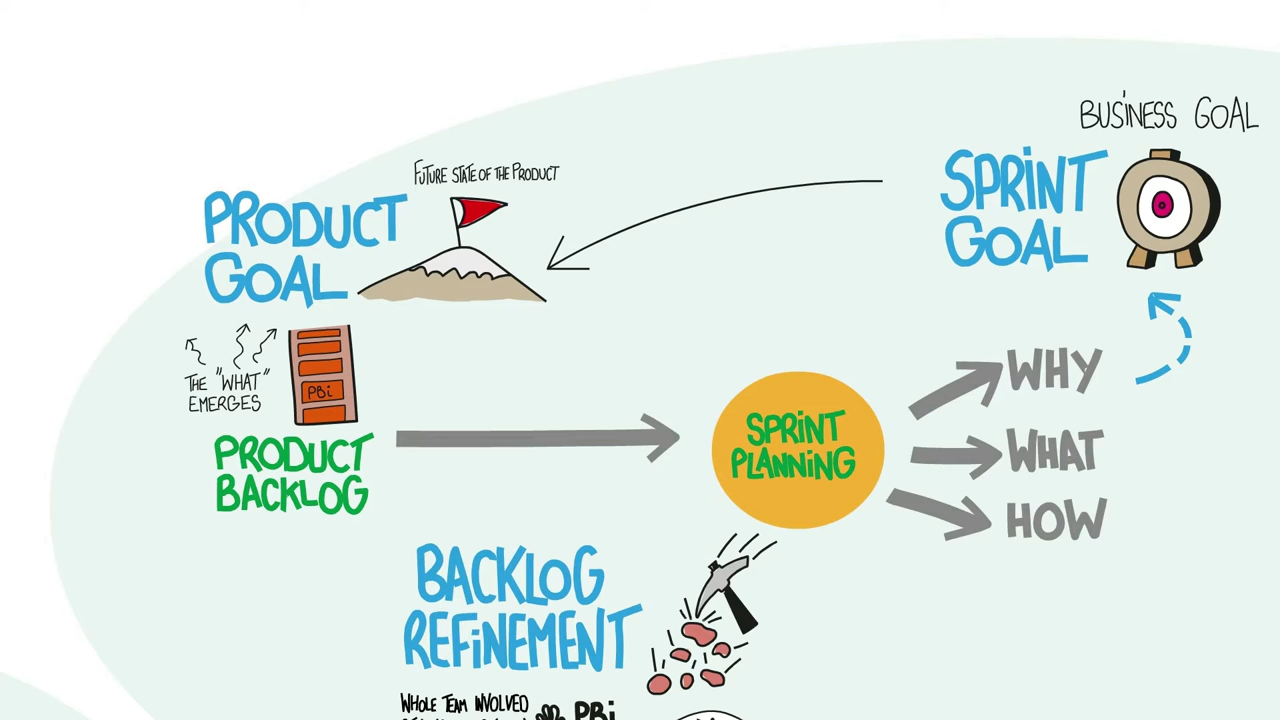 BUSINESS GOAL
SPRINT
GOAL
FUTURE STATE OF THE PRODUCT
PRODUCT
GOAL
THE "WHAT"
EMERGES
PBi
PRODUCT
BACKLOG
SPRINT
PLANNING
WHY
WHAT
HOW
BACKLOG
REFINEMENT
WHOLE TEAM INVOLVED
PBi